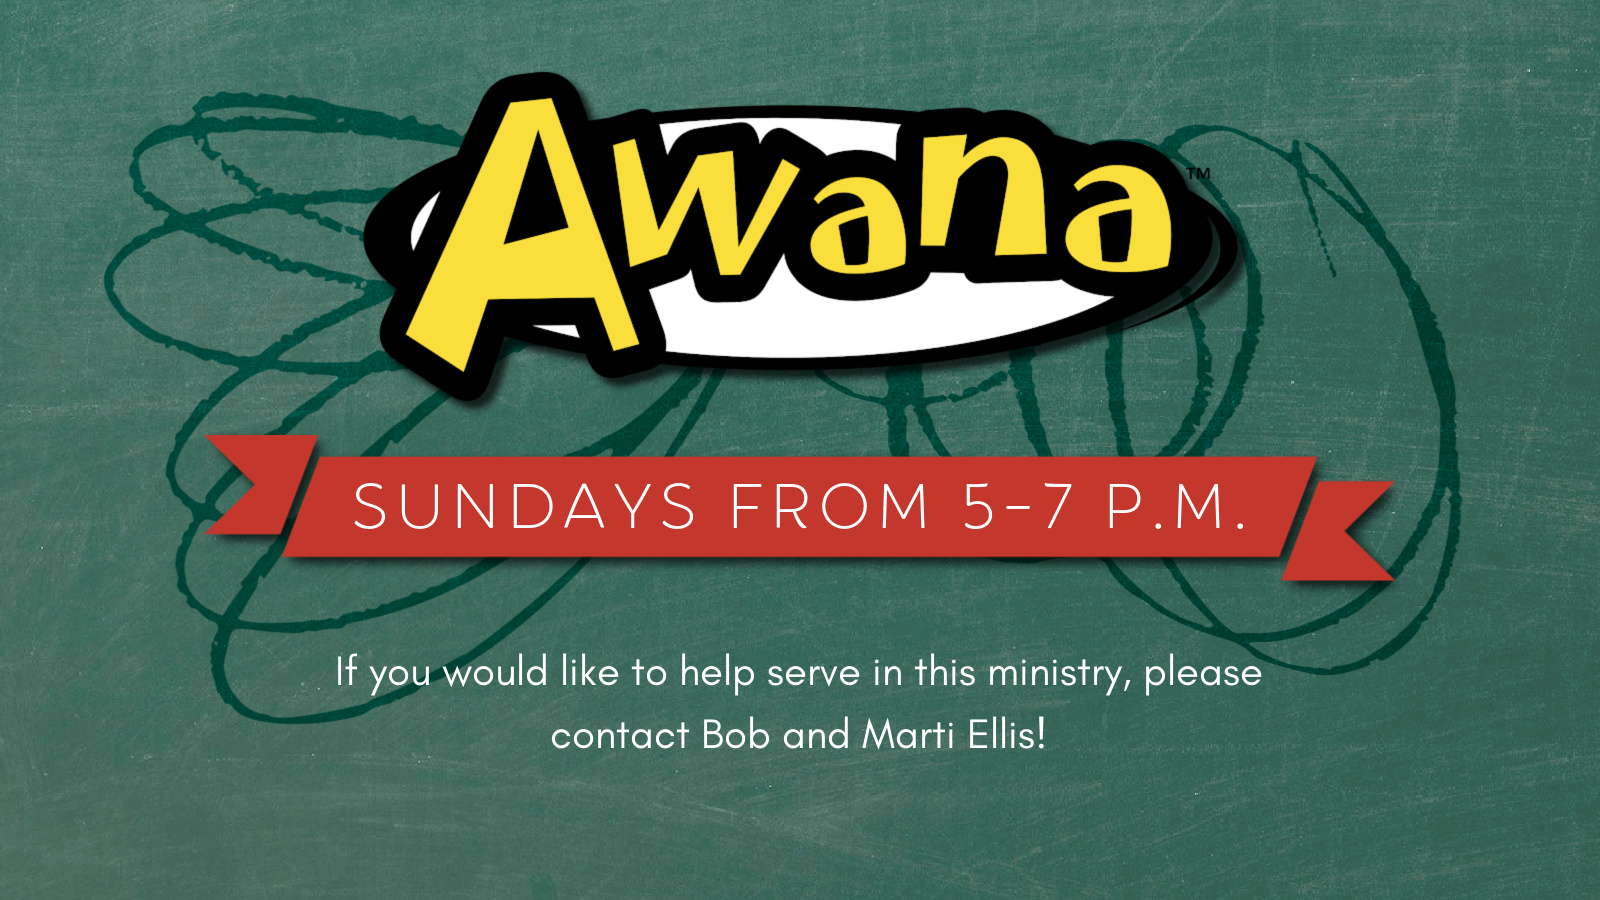 Awana™
SUNDAYS FROM 5-7 P.M.
If you would like to help serve in this ministry, please
contact Bob and Marti Ellis!